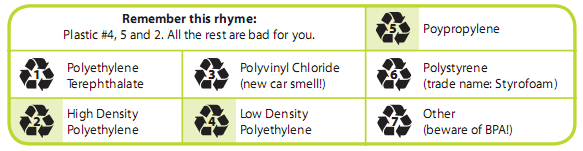 Remember this rhyme:
Plastic #4, 5 and 2. All the rest are bad for you.
5 Poypropylene
1 Polyethylene
Terephthalate
3 Polyvinyl Chloride
(new car smell!)
6 Polystyrene
(trade name: Styrofoam)
2 High Density
Polyethylene
4 Low Density
Polyethylene
7 Other
(beware of BPA!)